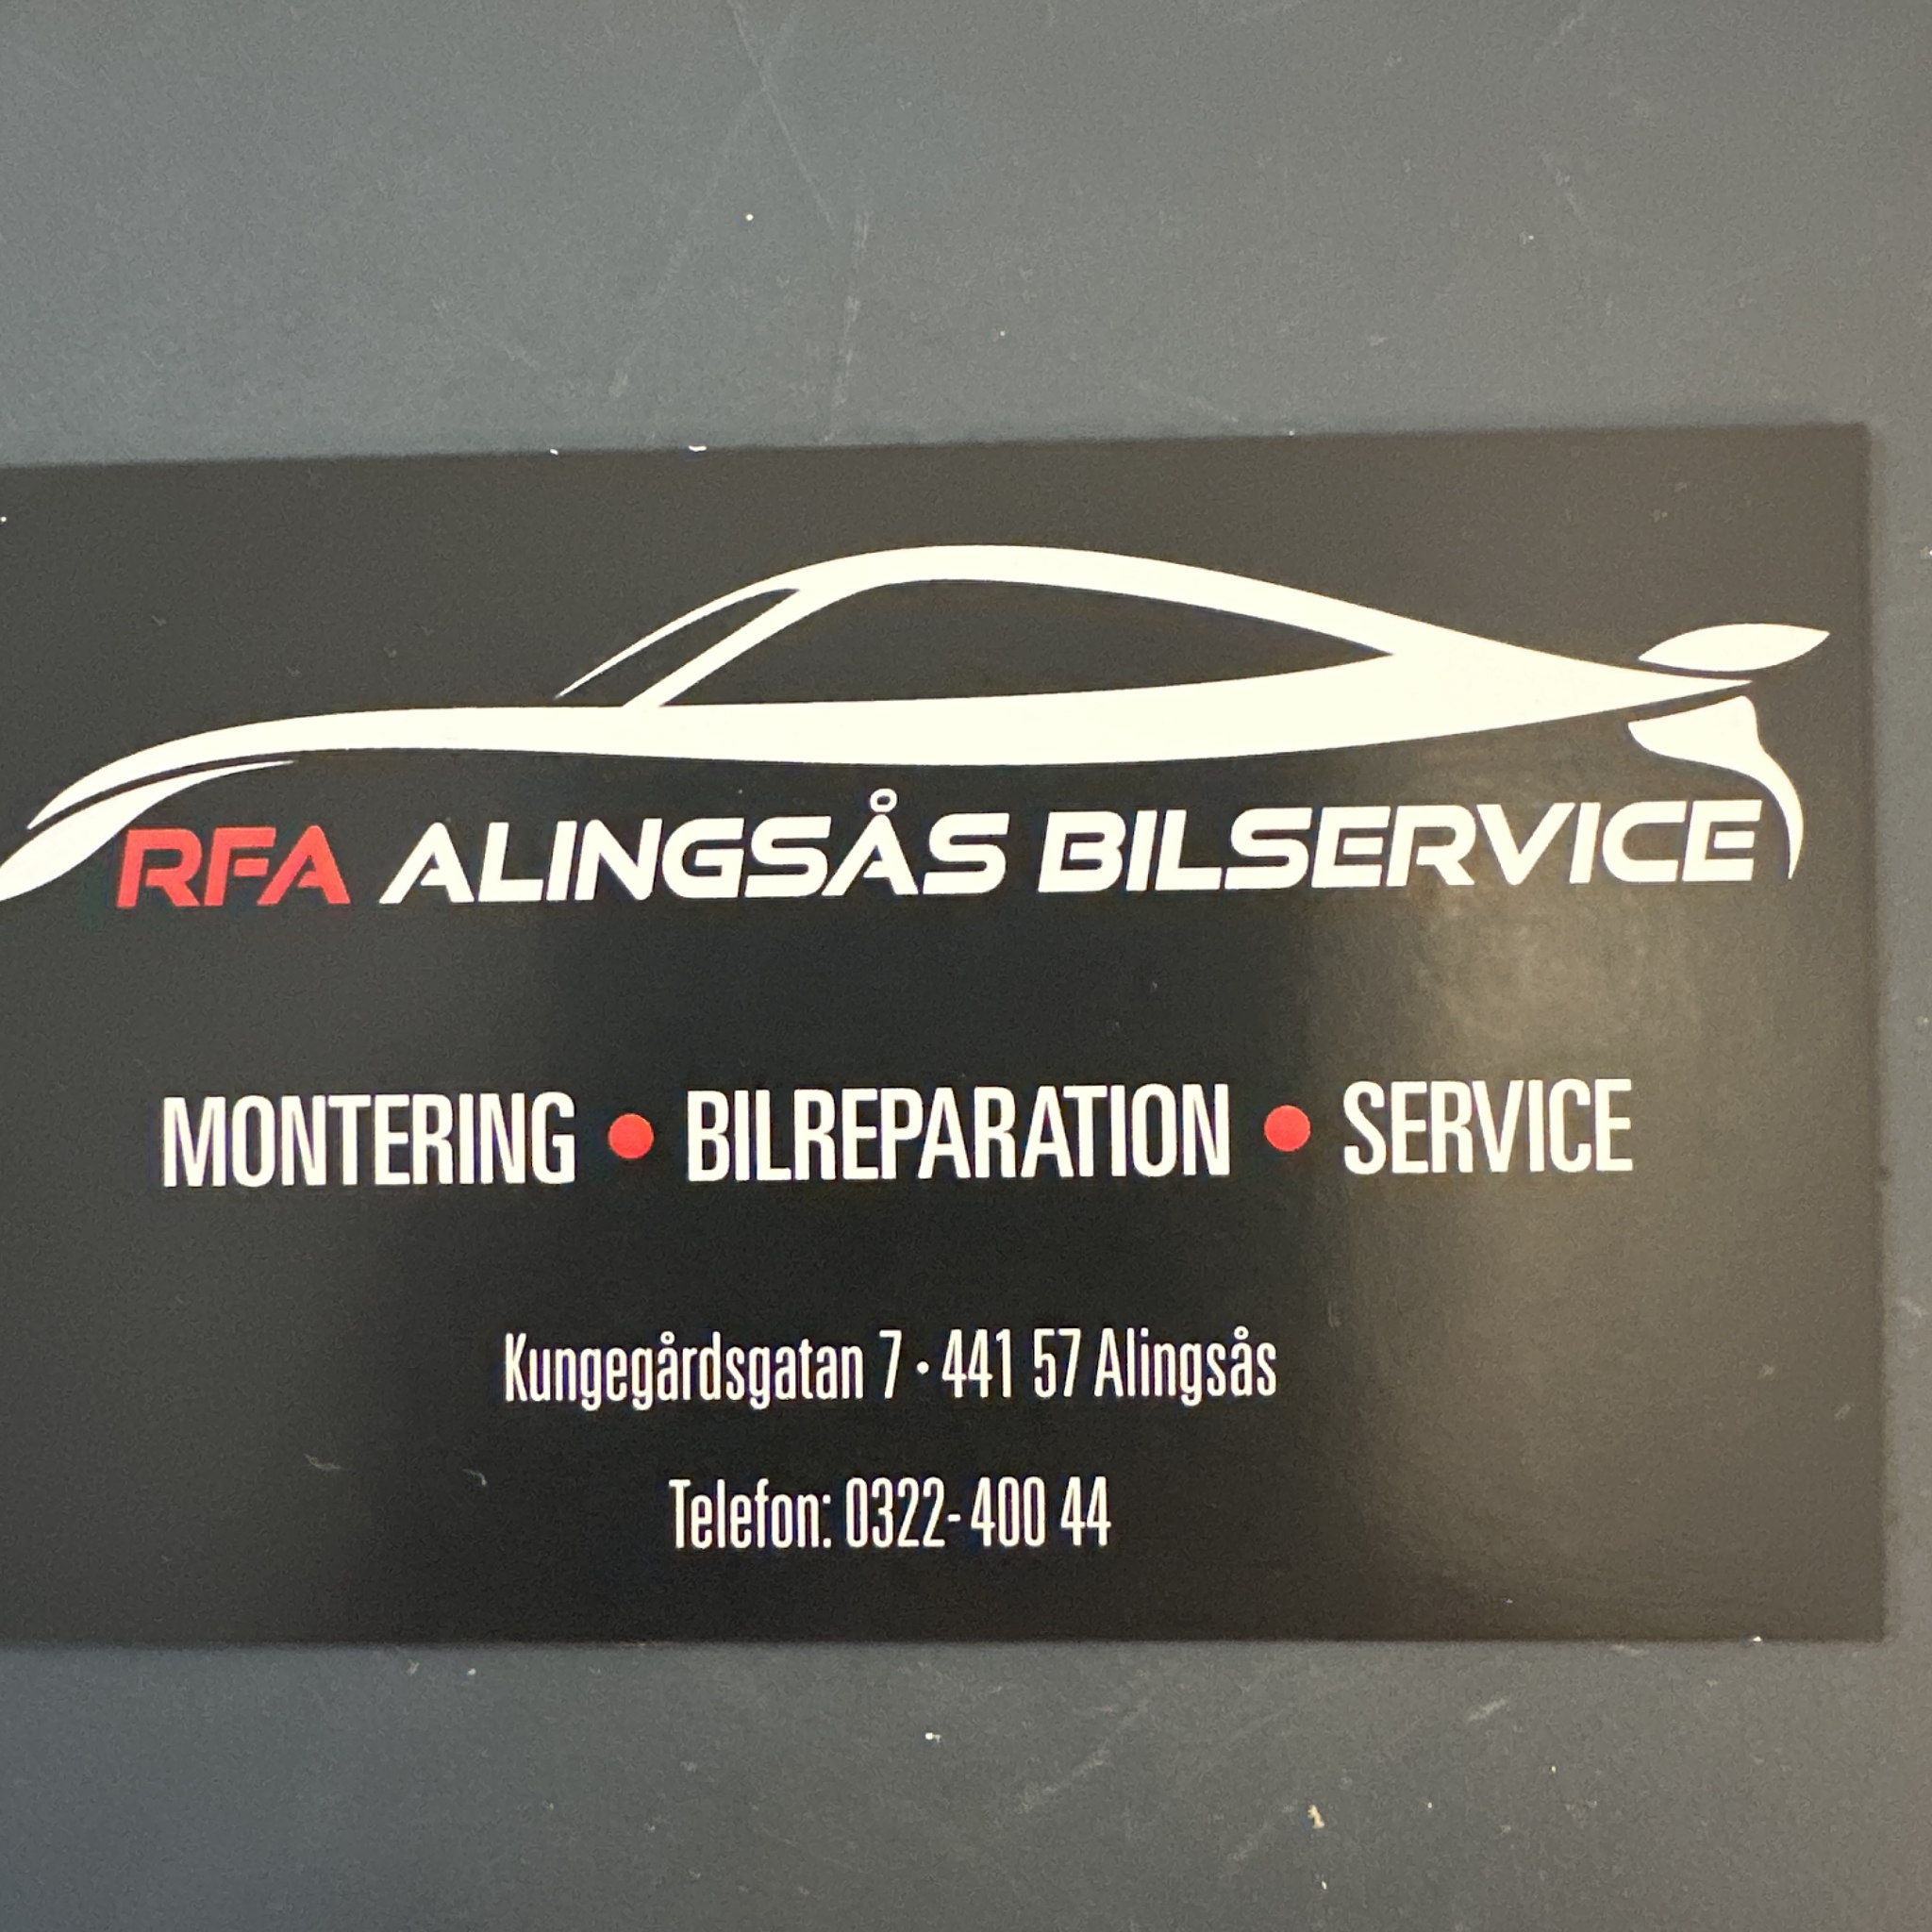 RFA ALINGSÅS BILSERVICE
MONTERING • BILREPARATION • SERVICE
Kungegårdsgatan 7 · 441 57 Alingsås
Telefon: 0322-400 44